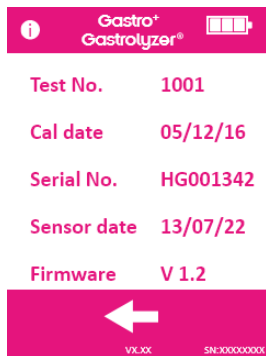 i
Gastro⁺
Gastrolyzer®
Test No. 1001
Cal date 05/12/16
Serial No. HG001342
Sensor date 13/07/22
Firmware V 1.2
VX.XX SN:XXXXXXXX